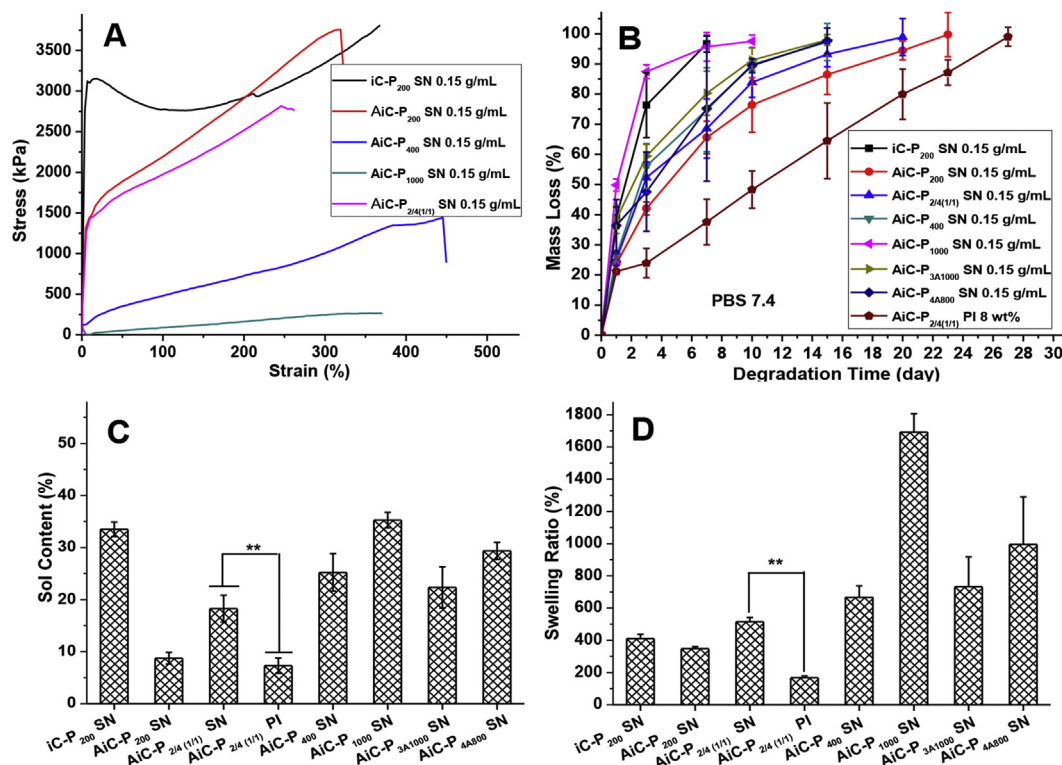 A
Stress (kPa)
3750
3500
3250
3000
2750
2500
2250
2000
1750
1500
1250
1000
750
500
250
0
0 100 200 300 400 500
Strain (%)
iC-P200 SN 0.15 g/mL
AiC-P200 SN 0.15 g/mL
AiC-P400 SN 0.15 g/mL
AiC-P1000 SN 0.15 g/mL
AiC-P2/4(1/1) SN 0.15 g/mL
B
Mass Loss (%)
110
100
90
80
70
60
50
40
30
20
10
0
0 2 4 6 8 10 12 14 16 18 20 22 24 26 28 30
Degradation Time (day)
PBS 7.4
iC-P200 SN 0.15 g/mL
AiC-P200 SN 0.15 g/mL
AiC-P2/4(1/1) SN 0.15 g/mL
AiC-P400 SN 0.15 g/mL
AiC-P1000 SN 0.15 g/mL
AiC-P3A1000 SN 0.15 g/mL
AiC-P4A800 SN 0.15 g/mL
AiC-P2/4(1/1) PI 8 wt%
C
Sol Content (%)
50
40
30
20
10
0
**
iC-P200 SN
AiC-P200 SN
AiC-P2/4 (1/1) SN
AiC-P2/4 (1/1) PI
AiC-P400 SN
AiC-P1000 SN
AiC-P3A1000 SN
AiC-P4A800 SN
D
Swelling Ratio (%)
1800
1600
1400
1200
1000
800
600
400
200
0
**
iC-P200 SN
AiC-P200 SN
AiC-P2/4 (1/1) SN
AiC-P2/4 (1/1) PI
AiC-P400 SN
AiC-P1000 SN
AiC-P3A1000 SN
AiC-P4A800 SN